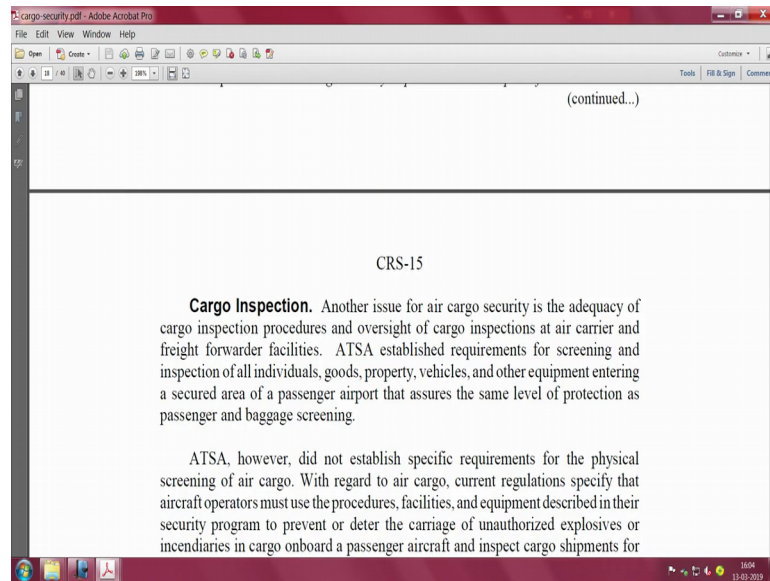 cargo-security.pdf - Adobe Acrobat Pro
File Edit View Window Help
Open Create Customize
18 / 40 198% Tools Fill & Sign Comme
(continued...)
CRS-15
Cargo Inspection. Another issue for air cargo security is the adequacy of
cargo inspection procedures and oversight of cargo inspections at air carrier and
freight forwarder facilities. ATSA established requirements for screening and
inspection of all individuals, goods, property, vehicles, and other equipment entering
a secured area of a passenger airport that assures the same level of protection as
passenger and baggage screening.
ATSA, however, did not establish specific requirements for the physical
screening of air cargo. With regard to air cargo, current regulations specify that
aircraft operators must use the procedures, facilities, and equipment described in their
security program to prevent or deter the carriage of unauthorized explosives or
incendiaries in cargo onboard a passenger aircraft and inspect cargo shipments for
16:04
13-03-2019